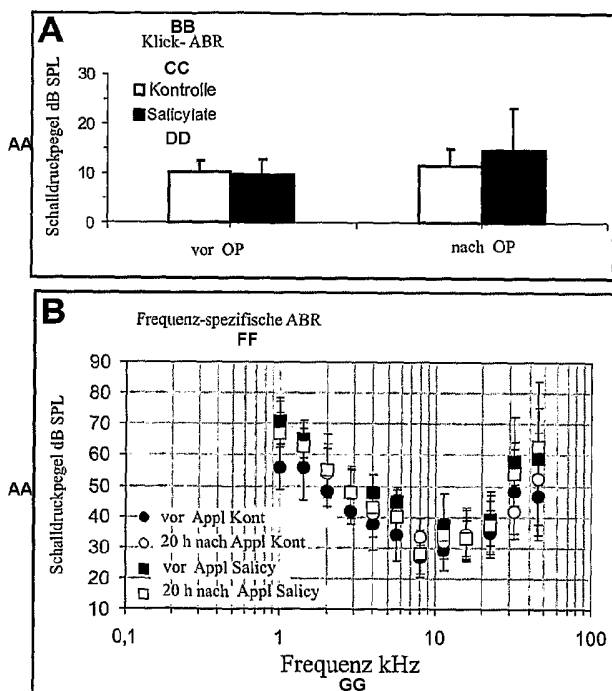 A
BB
Klick-ABR
CC
Kontrolle
Salicylate
DD
AA
Schalldruckpegel dB SPL
30
20
10
0
vor OP
nach OP
B
Frequenz-spezifische ABR
FF
AA
Schalldruckpegel dB SPL
90
80
70
60
50
40
30
20
10
vor Appl Kont
20 h nach Appl Kont
vor Appl Salicy
20 h nach Appl Salicy
0,1
1
10
100
Frequenz kHz
GG